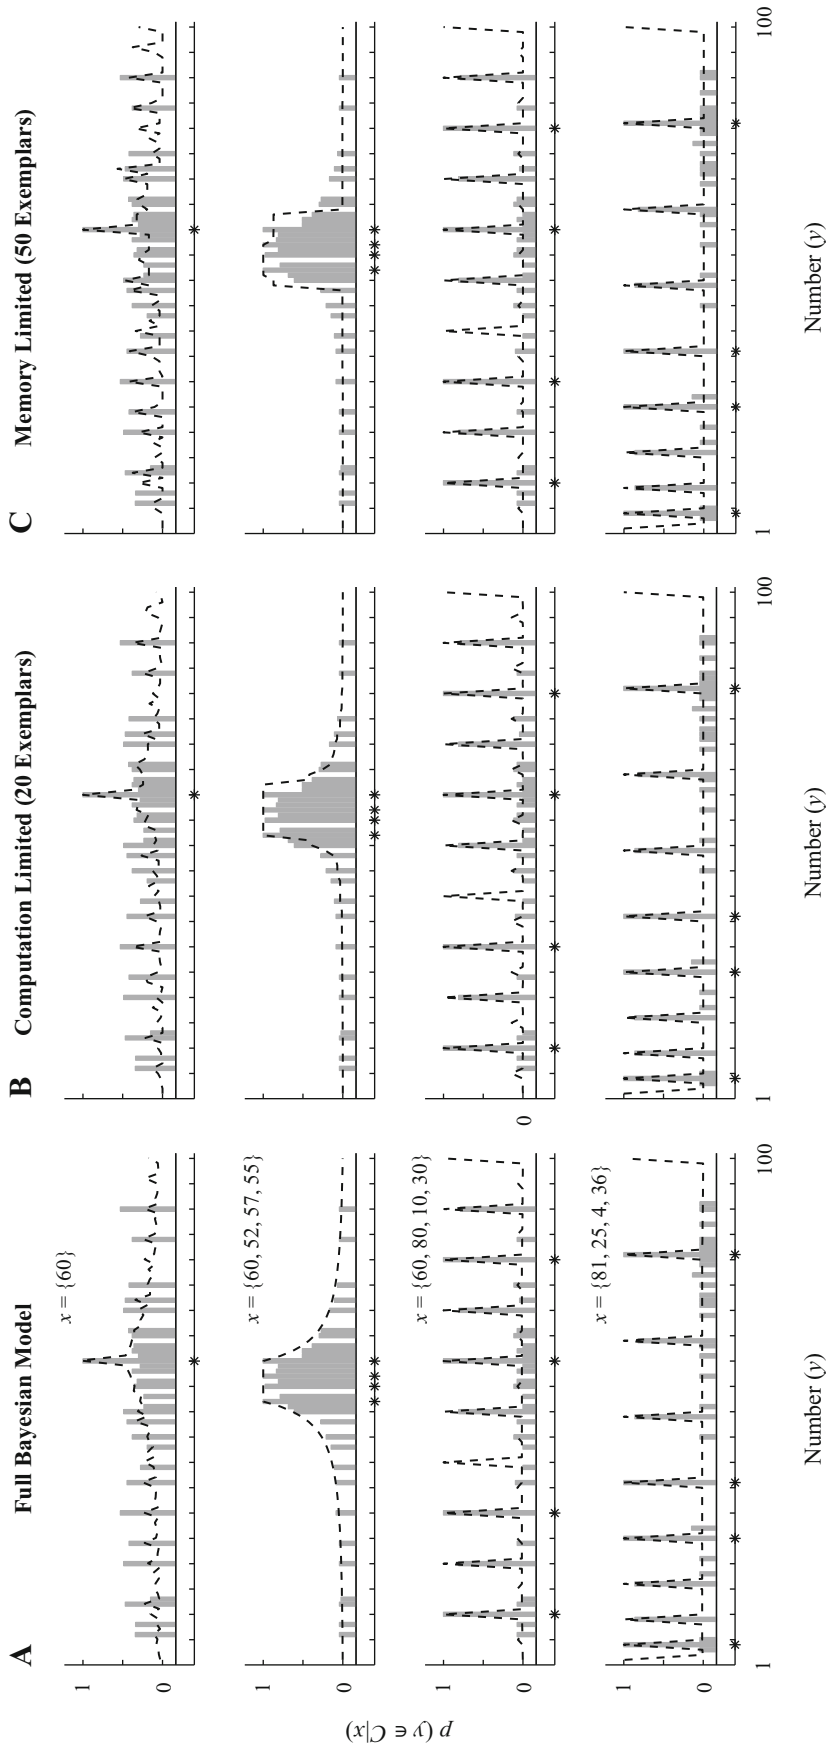 A
Full Bayesian Model
B
Computation Limited (20 Exemplars)
C
Memory Limited (50 Exemplars)
p (y ∈ C|x)
1
0
x = {60}
1
0
x = {60, 52, 57, 55}
1
0
x = {60, 80, 10, 30}
0
1
0
x = {81, 25, 4, 36}
1
100
1
100
1
100
Number (y)
Number (y)
Number (y)